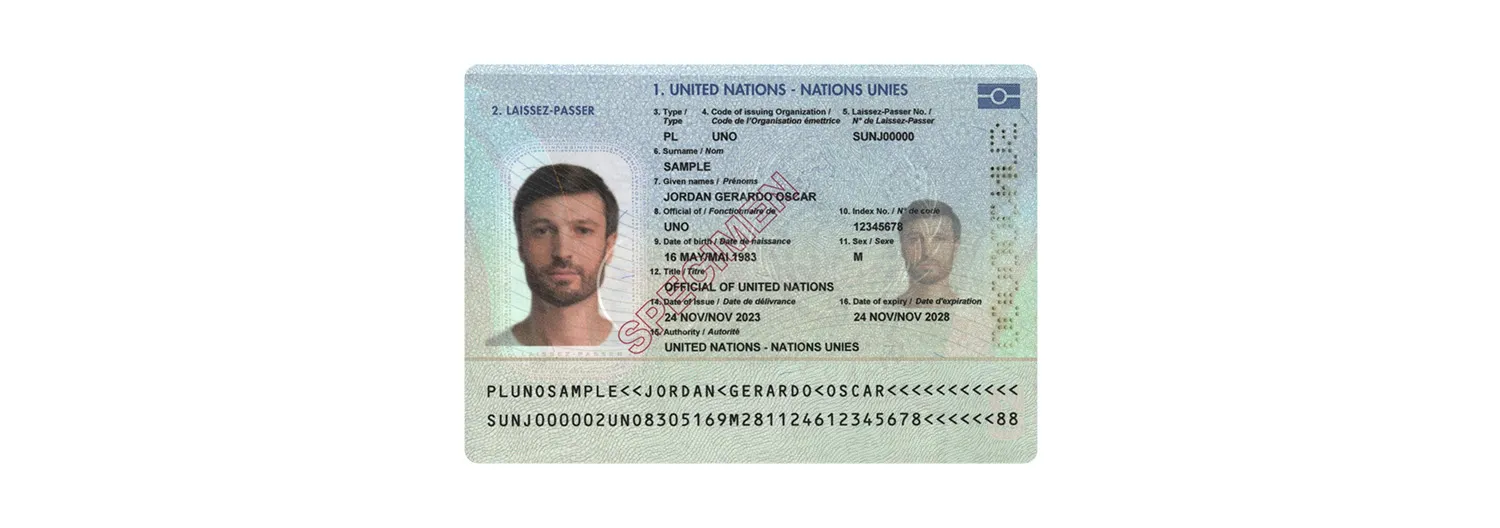 1. UNITED NATIONS - NATIONS UNIES
2. LAISSEZ-PASSER
3. Type / 4. Code of issuing Organization / 5. Laissez-Passer No. /
Type Code de l'Organisation émettrice N° de Laissez-Passer
PL UNO SUNJ00000
6. Surname / Nom
SAMPLE
7. Given names / Prénoms
JORDAN GERARDO OSCAR
8. Official of / Fonctionnaire de 10. Index No. / N° de code
UNO 12345678
9. Date of birth / Date de naissance 11. Sex / Sexe
16 MAY/MAI 1983 M
12. Title / Titre
OFFICIAL OF UNITED NATIONS
14. Date of Issue / Date de délivrance 16. Date of expiry / Date d'expiration
24 NOV/NOV 2023 24 NOV/NOV 2028
15. Authority / Autorité
UNITED NATIONS - NATIONS UNIES
SPECIMEN
LAISSEZ-PASSER
PLUNOSAMPLE<<JORDAN<GERARDO<OSCAR<<<<<<<<<<<
SUNJ000002UNO8305169M281124612345678<<<<<<88